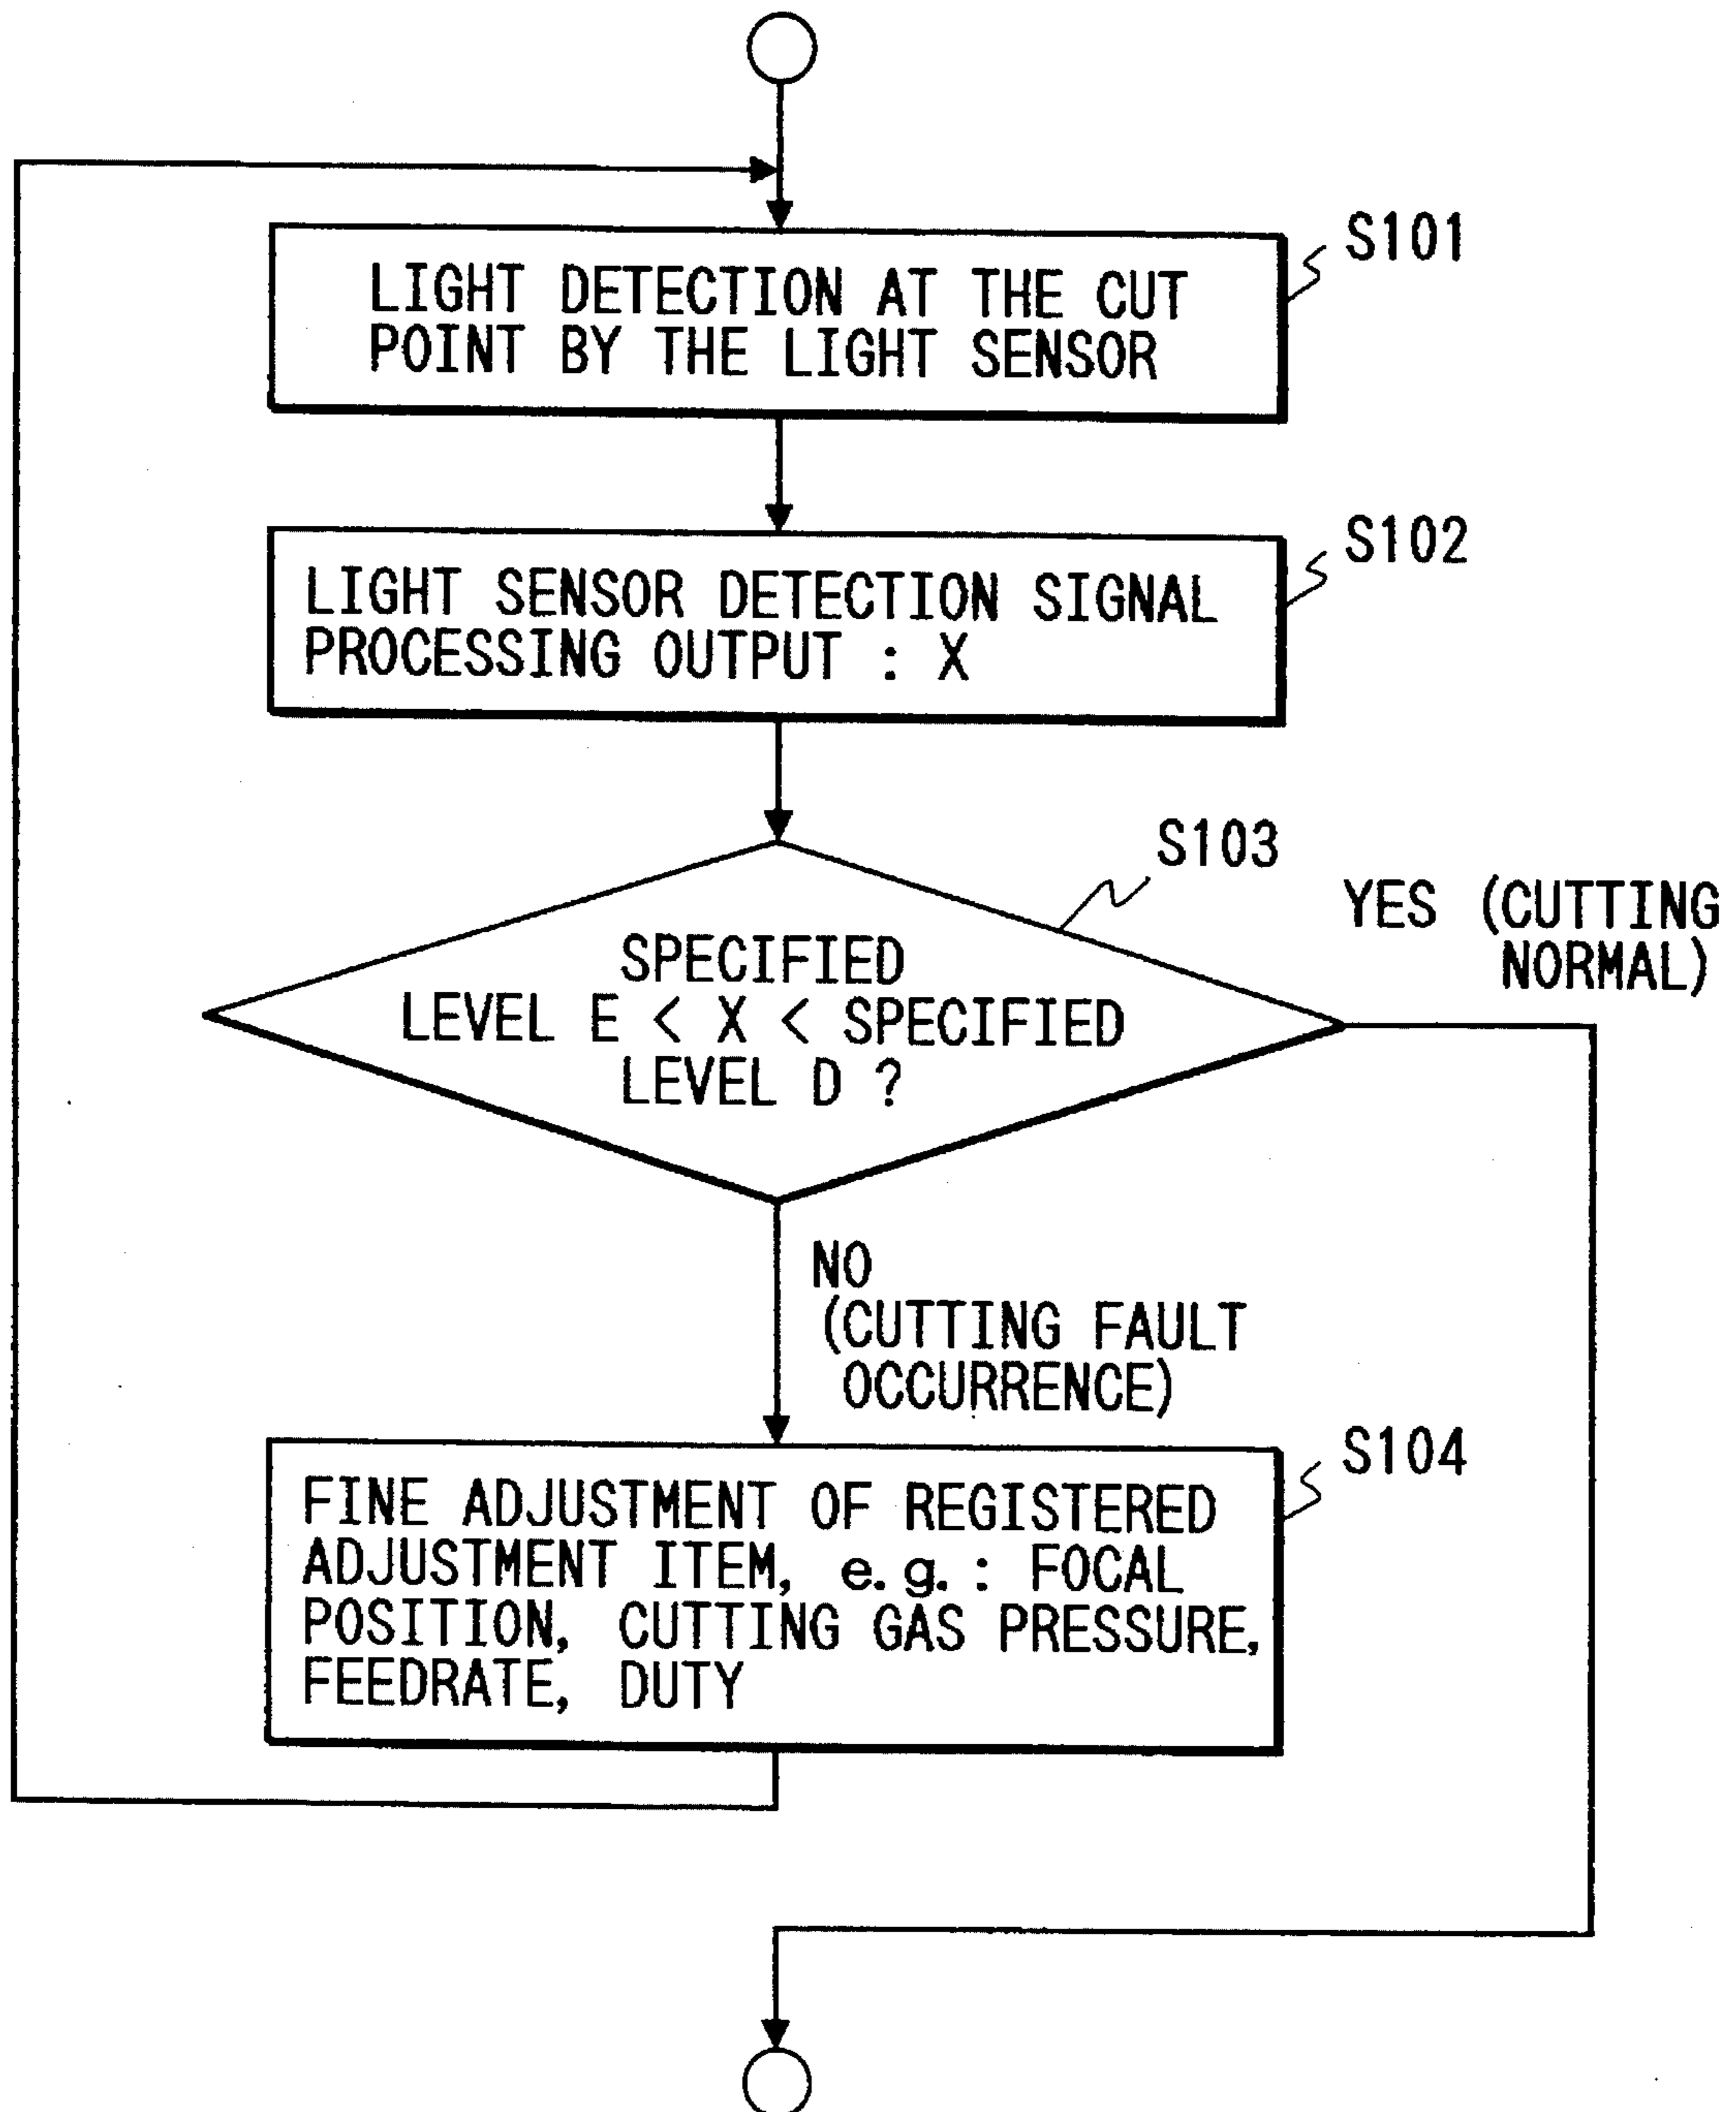 S101
LIGHT DETECTION AT THE CUT
POINT BY THE LIGHT SENSOR
S102
LIGHT SENSOR DETECTION SIGNAL
PROCESSING OUTPUT : X
S103
YES (CUTTING
NORMAL)
SPECIFIED
LEVEL E < X < SPECIFIED
LEVEL D ?
NO
(CUTTING FAULT
OCCURRENCE)
S104
FINE ADJUSTMENT OF REGISTERED
ADJUSTMENT ITEM, e.g. : FOCAL
POSITION, CUTTING GAS PRESSURE,
FEEDRATE, DUTY